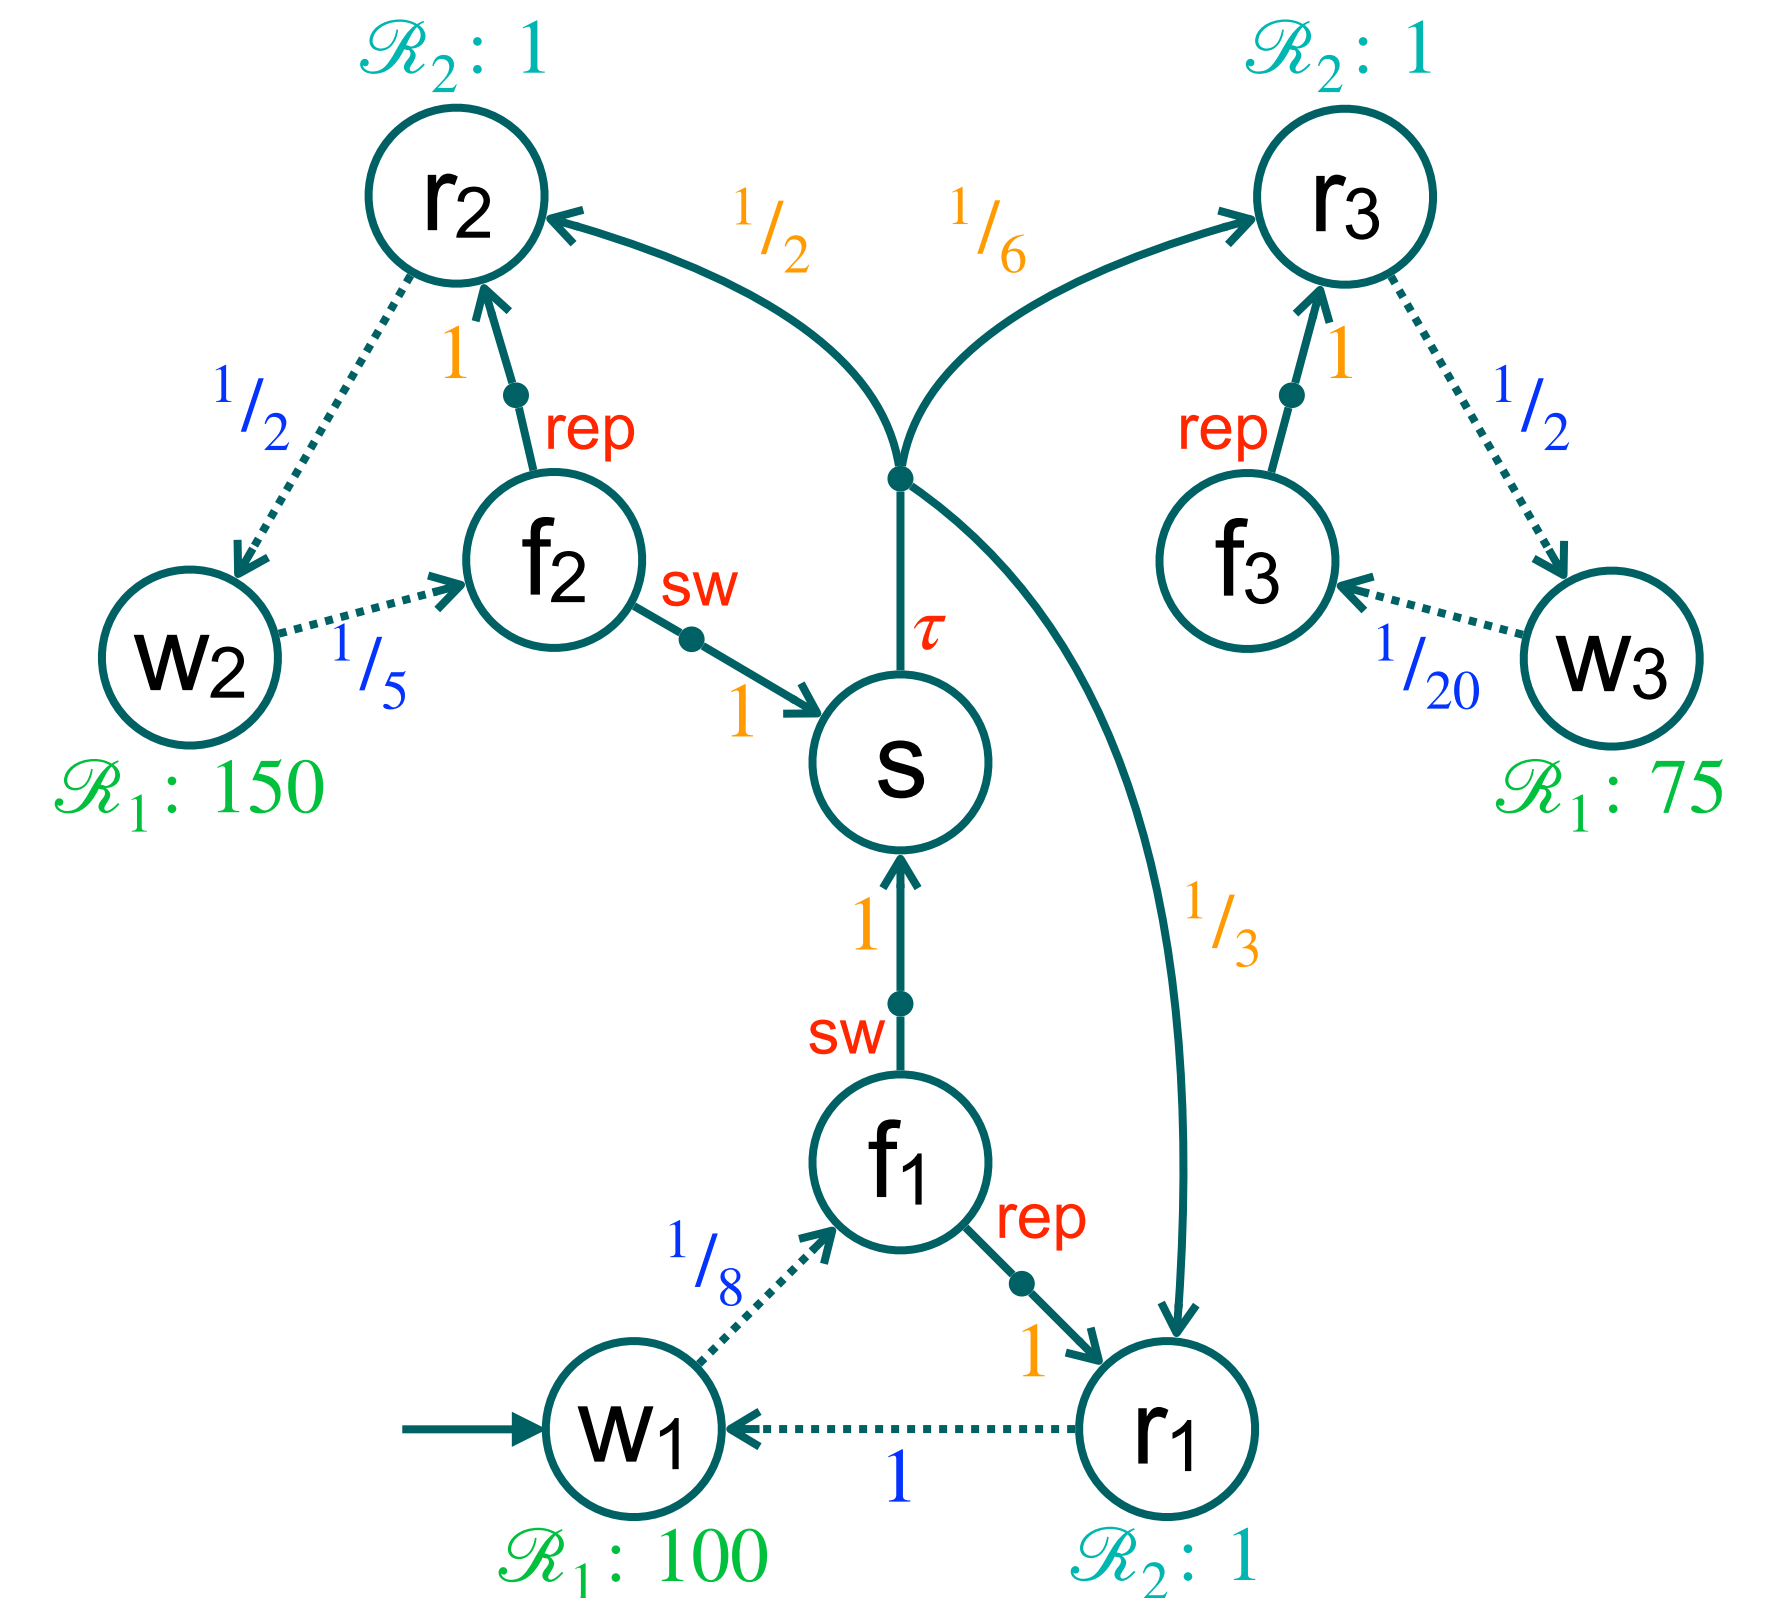 ℛ₂: 1
ℛ₂: 1
r₂
r₃
¹/₂
¹/₆
1
1
¹/₂
rep
rep
¹/₂
f₂
f₃
sw
τ
w₂
¹/₅
¹/₂₀
w₃
1
s
ℛ₁: 150
ℛ₁: 75
1
¹/₃
sw
f₁
rep
¹/₈
1
w₁
r₁
1
ℛ₁: 100
ℛ₂: 1